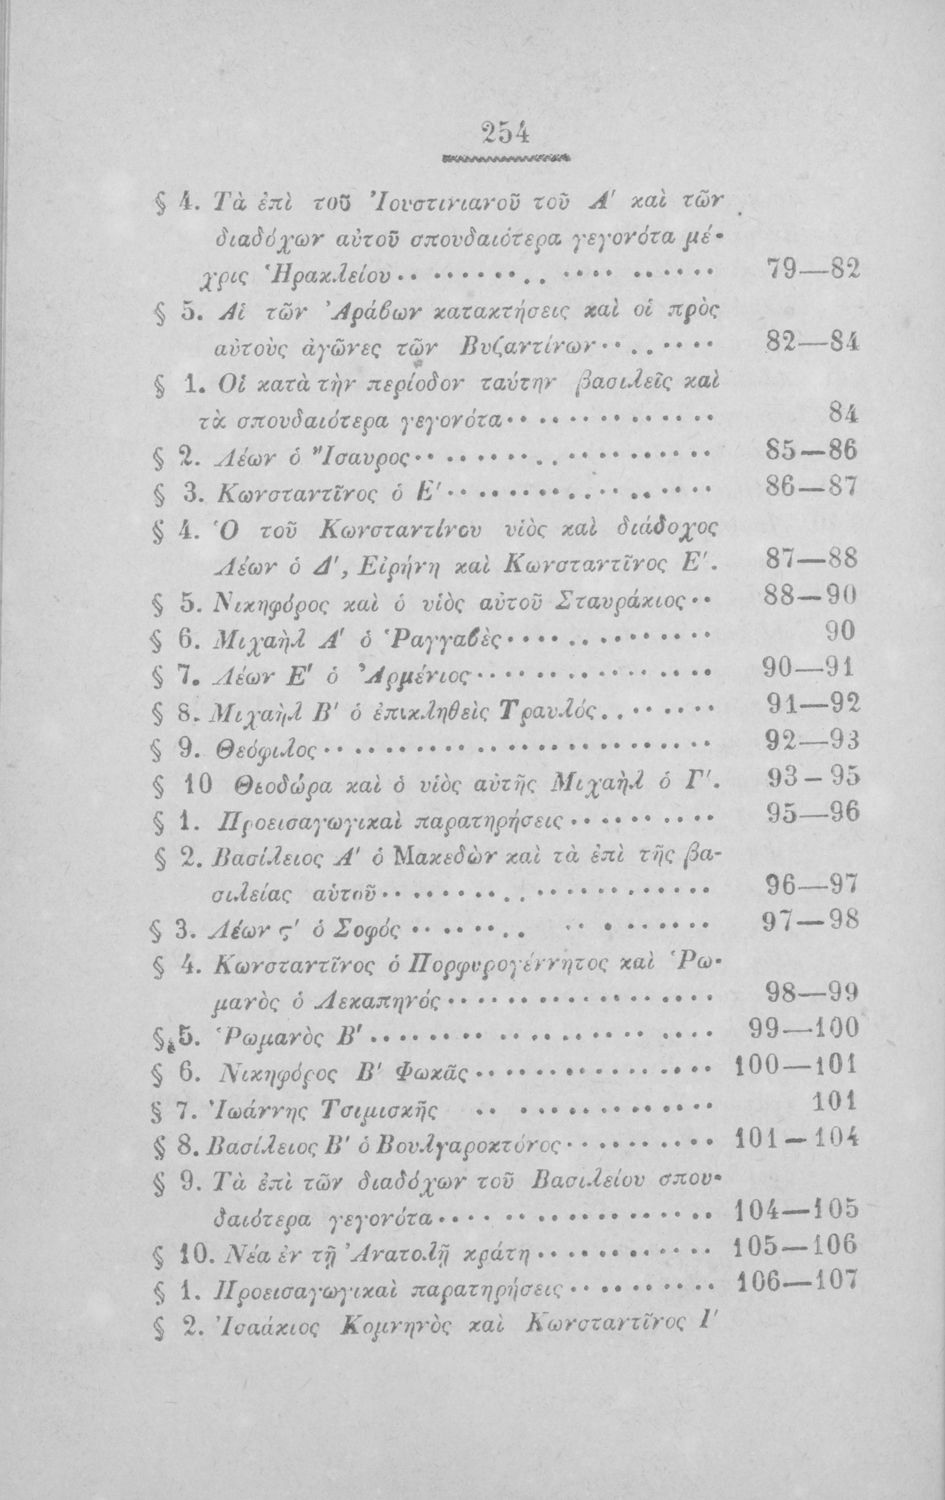 254
§ 4. Τὰ ἐπὶ τοῦ Ἰουστινιανοῦ τοῦ Α' καὶ τῶν
διαδόχων αὐτοῦ σπουδαιότερα γεγονότα μέ-
χρις Ἡρακλείου 79—82
§ 5. Αἱ τῶν Ἀράβων κατακτήσεις καὶ οἱ πρὸς
αὐτοὺς ἀγῶνες τῶν Βυζαντίνων 82—84
§ 1. Οἱ κατὰ τὴν περίοδον ταύτην βασιλεῖς καὶ
τὰ σπουδαιότερα γεγονότα 84
§ 2. Λέων ὁ Ἴσαυρος 85—86
§ 3. Κωνσταντῖνος ὁ Ε' 86—87
§ 4. Ὁ τοῦ Κωνσταντίνου υἱὸς καὶ διάδοχος
Λέων ὁ Δ', Εἰρήνη καὶ Κωνσταντῖνος Ε'. 87—88
§ 5. Νικηφόρος καὶ ὁ υἱὸς αὐτοῦ Σταυράκιος 88—90
§ 6. Μιχαὴλ Α' ὁ Ῥαγγαβὲς 90
§ 7. Λέων Ε' ὁ Ἀρμένιος 90—91
§ 8. Μιχαὴλ Β' ὁ ἐπικληθεὶς Τραυλός 91—92
§ 9. Θεόφιλος 92—93
§ 10 Θεοδώρα καὶ ὁ υἱὸς αὐτῆς Μιχαὴλ ὁ Γ'. 93—95
§ 1. Προεισαγωγικαὶ παρατηρήσεις 95—96
§ 2. Βασίλειος Α' ὁ Μακεδὼν καὶ τὰ ἐπὶ τῆς βα-
σιλείας αὐτοῦ 96—97
§ 3. Λέων ς' ὁ Σοφός 97—98
§ 4. Κωνσταντῖνος ὁ Πορφυρογέννητος καὶ Ῥω-
μανὸς ὁ Λεκαπηνός 98—99
§ 5. Ῥωμανὸς Β' 99—100
§ 6. Νικηφόρος Β' Φωκᾶς 100—101
§ 7. Ἰωάννης Τσιμισκῆς 101
§ 8. Βασίλειος Β' ὁ Βουλγαροκτόνος 101—104
§ 9. Τὰ ἐπὶ τῶν διαδόχων τοῦ Βασιλείου σπου-
δαιότερα γεγονότα 104—105
§ 10. Νέα ἐν τῇ Ἀνατολῇ κράτη 105—106
§ 1. Προεισαγωγικαὶ παρατηρήσεις 106—107
§ 2. Ἰσαάκιος Κομνηνὸς καὶ Κωνσταντῖνος Ι'